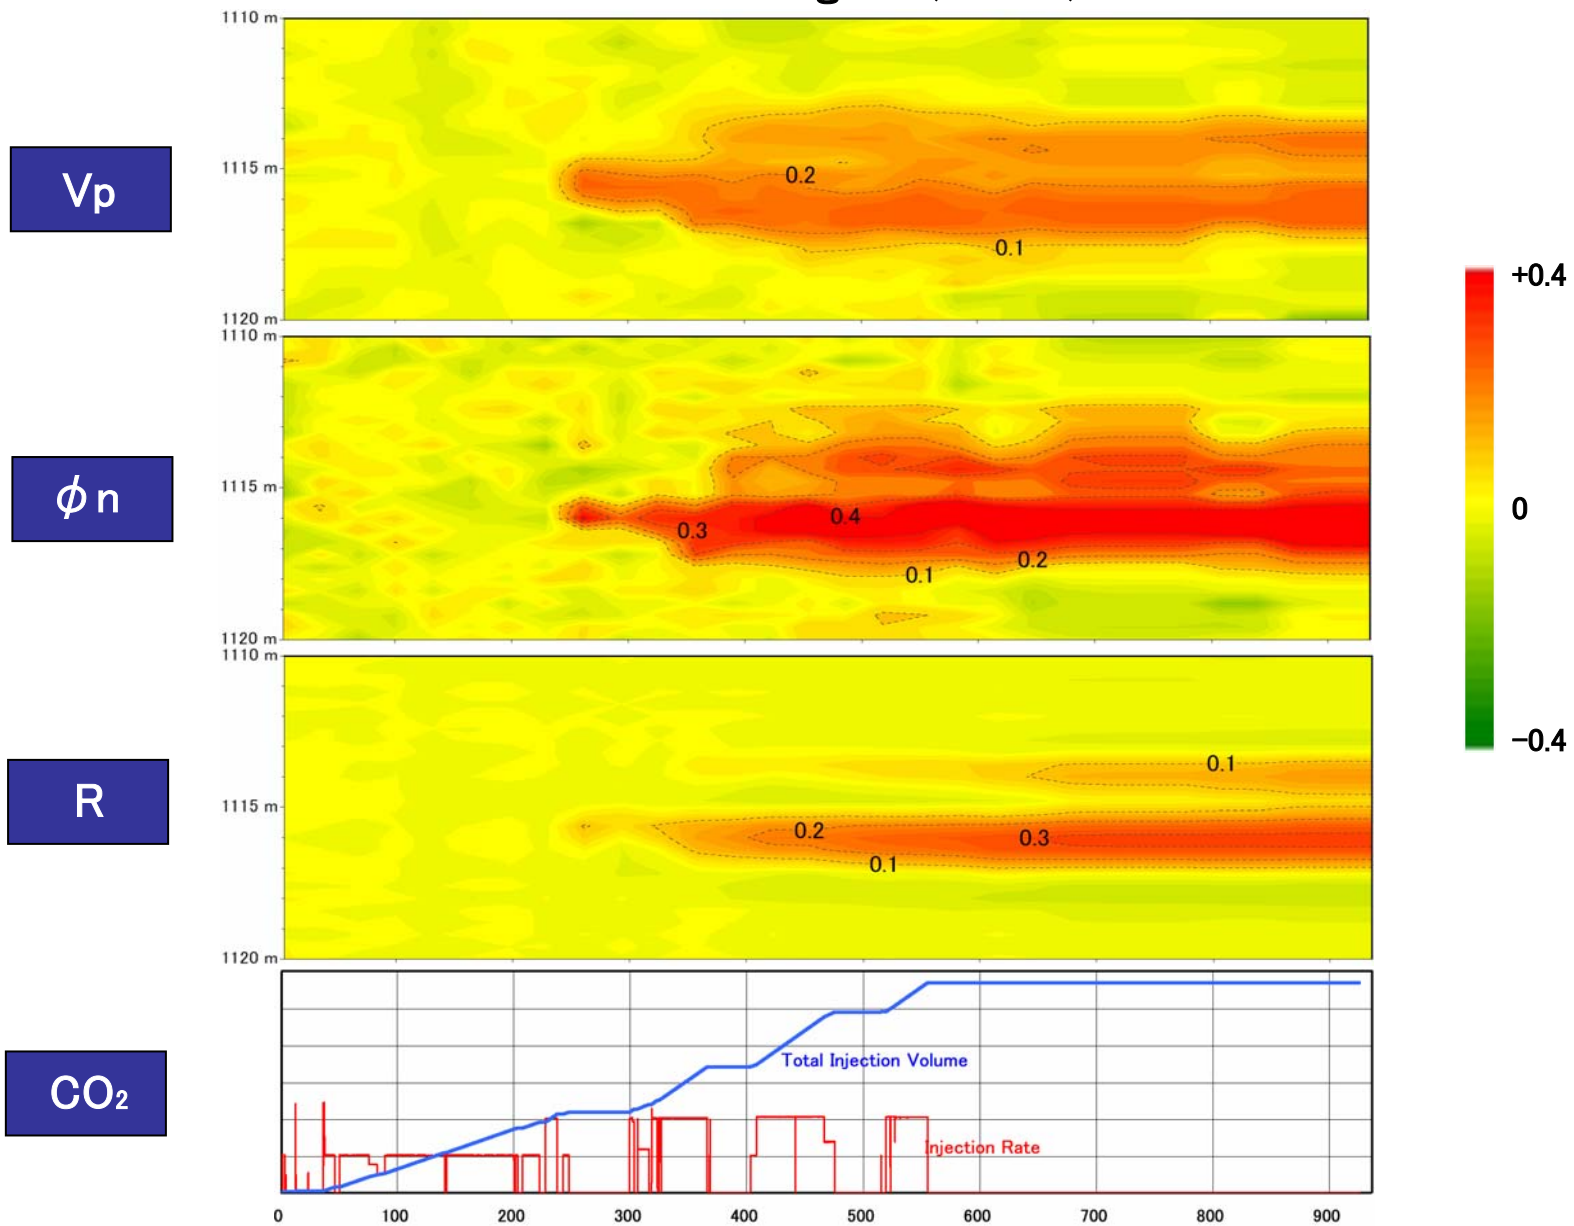 1110 m
Vp
1115 m
0.2
0.1
1120 m
1110 m
φn
1115 m
0.3
0.4
0.1
0.2
1120 m
1110 m
R
1115 m
0.1
0.2
0.3
0.1
1120 m
+0.4
0
−0.4
CO₂
Total Injection Volume
Injection Rate
0 100 200 300 400 500 600 700 800 900